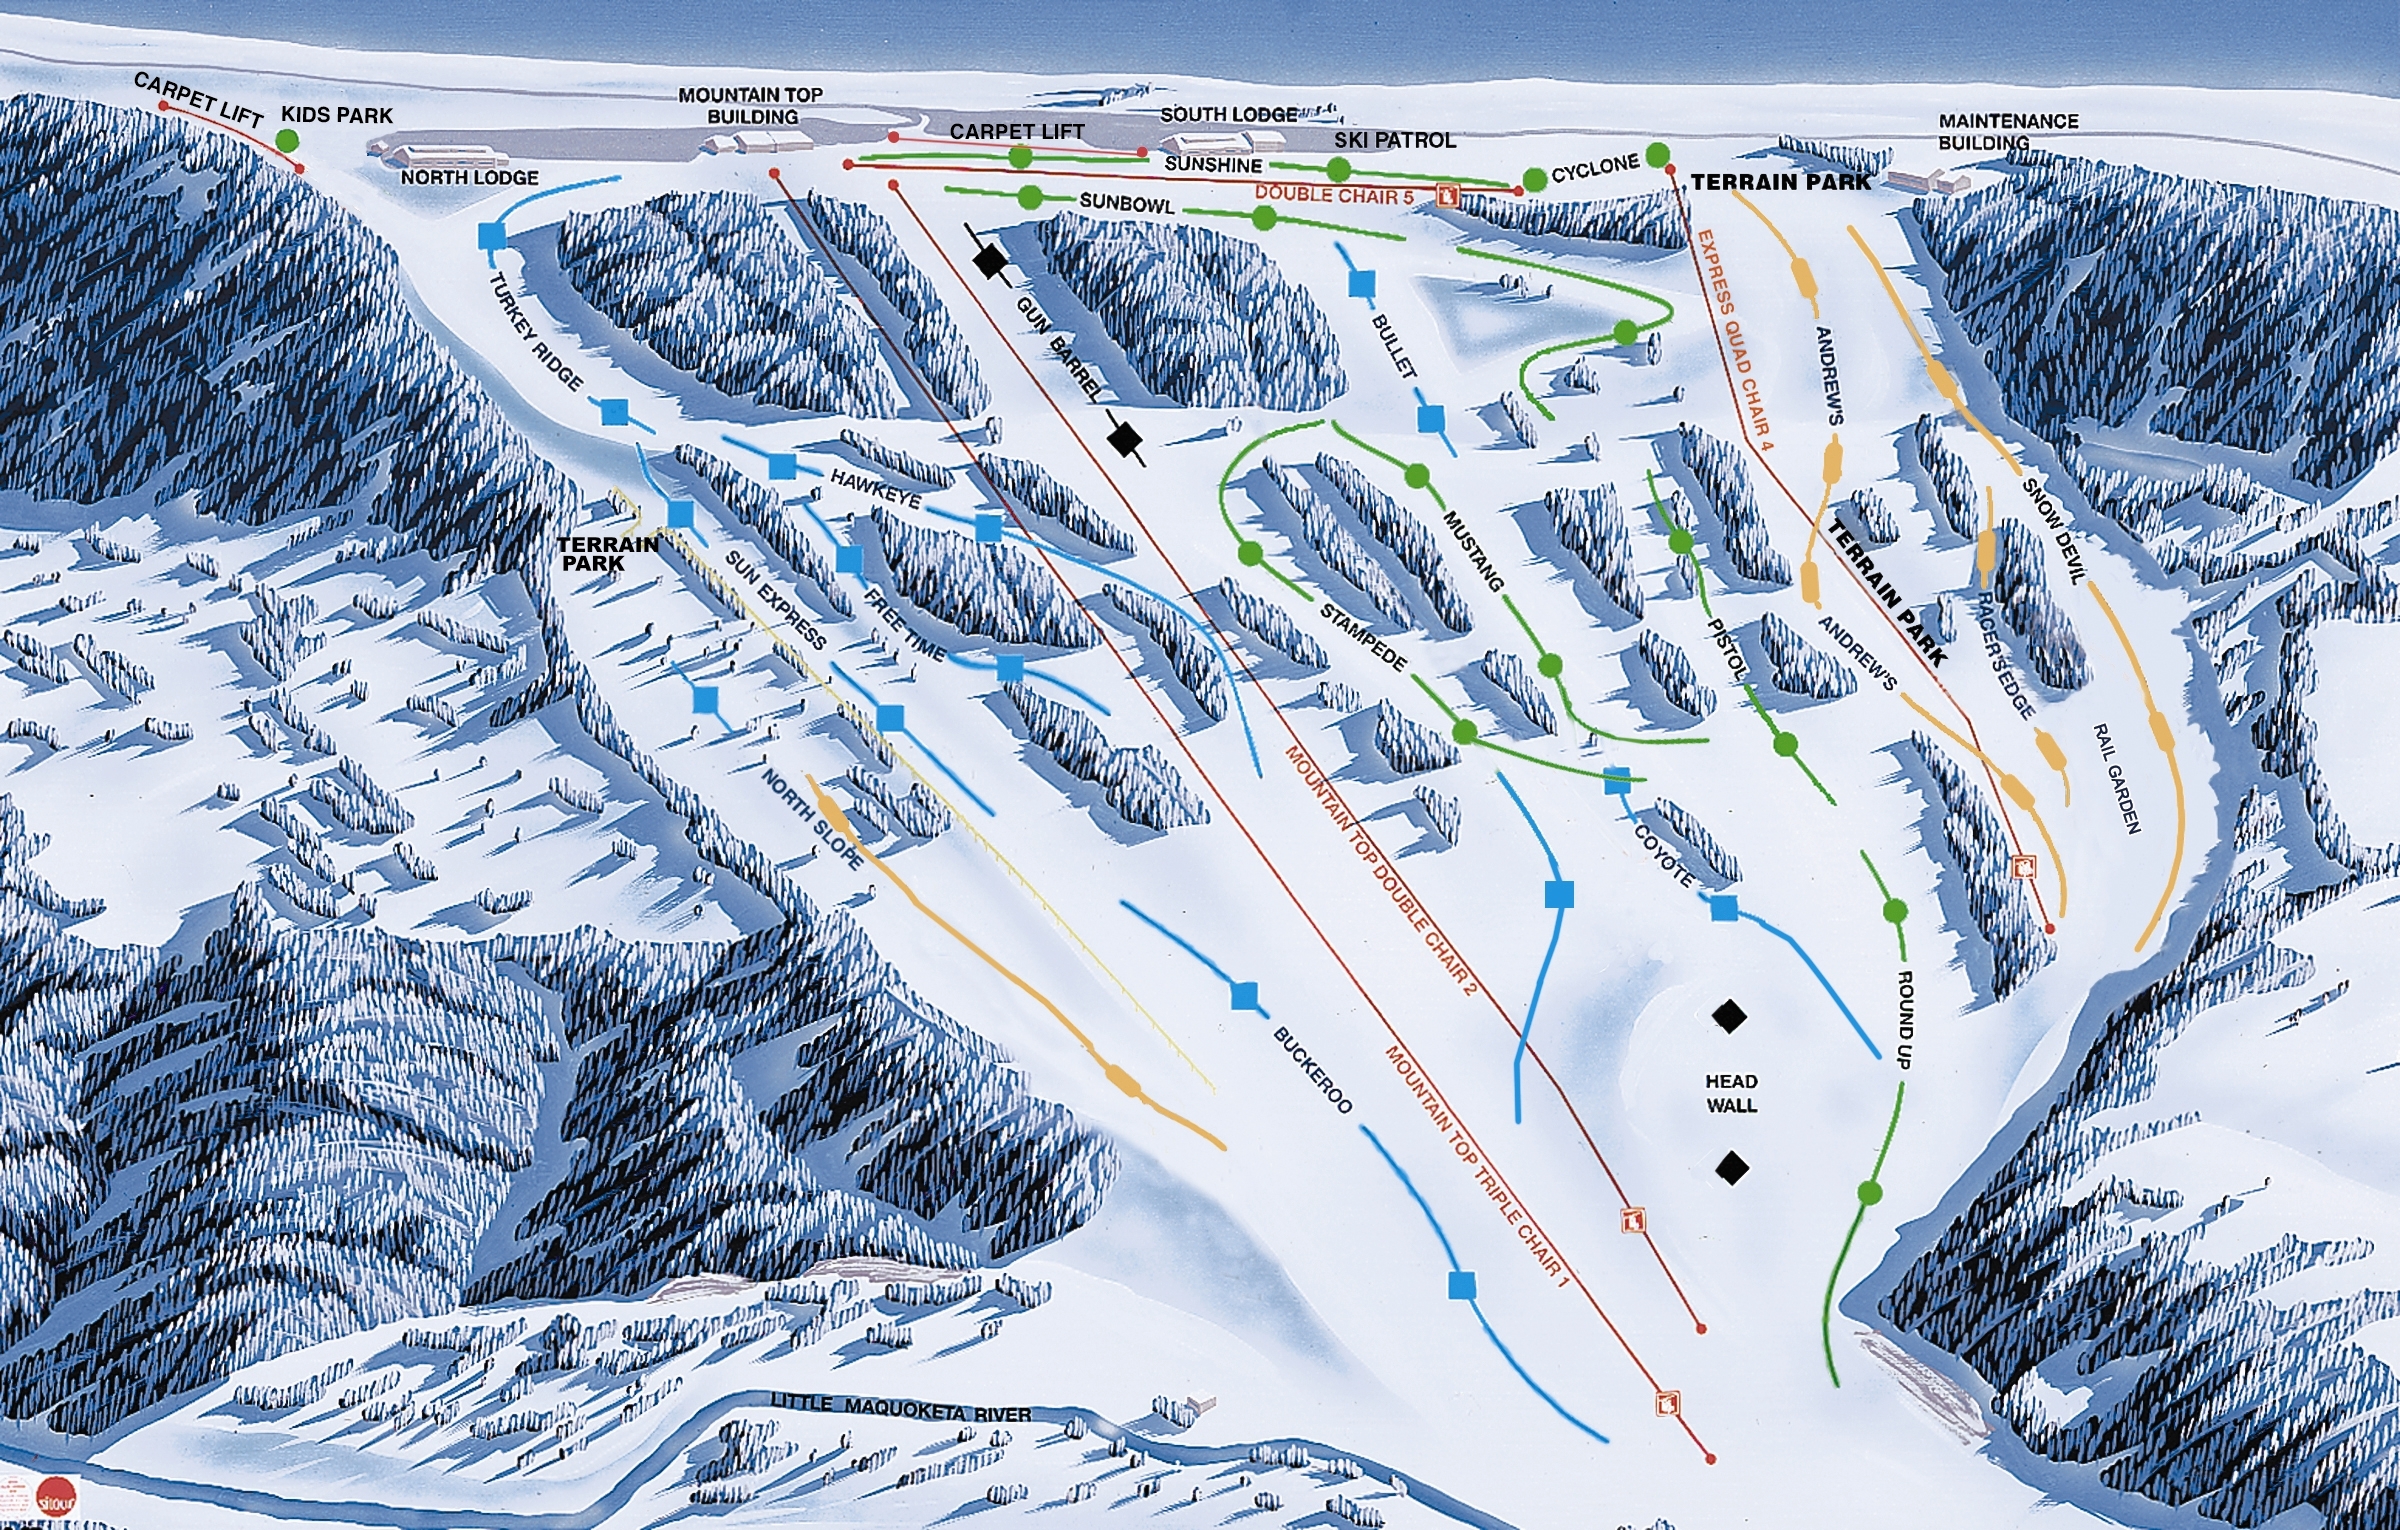 CARPET LIFT
KIDS PARK
NORTH LODGE
MOUNTAIN TOP
BUILDING
CARPET LIFT
SOUTH LODGE
SKI PATROL
SUNSHINE
CYCLONE
DOUBLE CHAIR 5
SUNBOWL
TERRAIN PARK
MAINTENANCE
BUILDING
TURKEY RIDGE
GUN BARREL
BULLET
EXPRESS QUAD CHAIR 4
ANDREW'S
SNOW DEVIL
HAWKEYE
TERRAIN
PARK
SUN EXPRESS
FREE TIME
MUSTANG
STAMPEDE
PISTOL
TERRAIN PARK
ANDREW'S
RACER'S EDGE
RAIL GARDEN
NORTH SLOPE
MOUNTAIN TOP DOUBLE CHAIR 2
COYOTE
ROUND UP
BUCKEROO
MOUNTAIN TOP TRIPLE CHAIR 1
HEAD
WALL
LITTLE MAQUOKETA RIVER
sitour